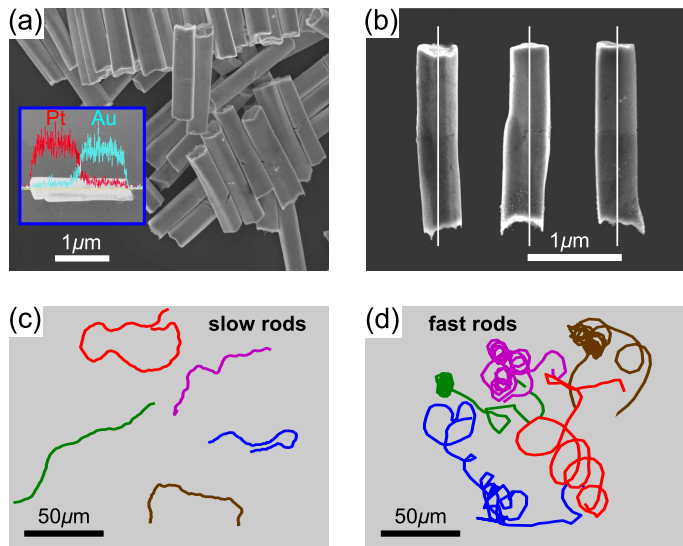 (a)
Pt Au
1μm
(b)
1μm
(c)
slow rods
50μm
(d)
fast rods
50μm